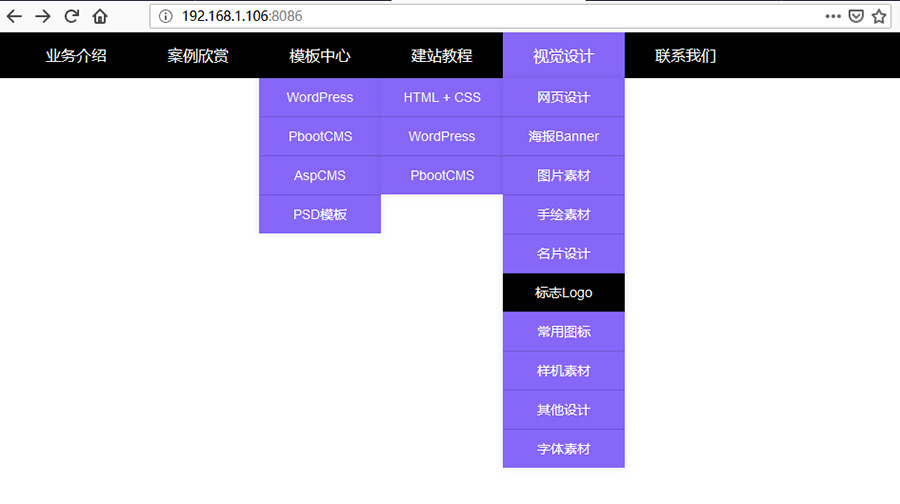 192.168.1.106:8086
业务介绍 案例欣赏 模板中心 建站教程 视觉设计 联系我们
WordPress HTML + CSS 网页设计
PbootCMS WordPress 海报Banner
AspCMS PbootCMS 图片素材
PSD模板 手绘素材
名片设计
标志Logo
常用图标
样机素材
其他设计
字体素材